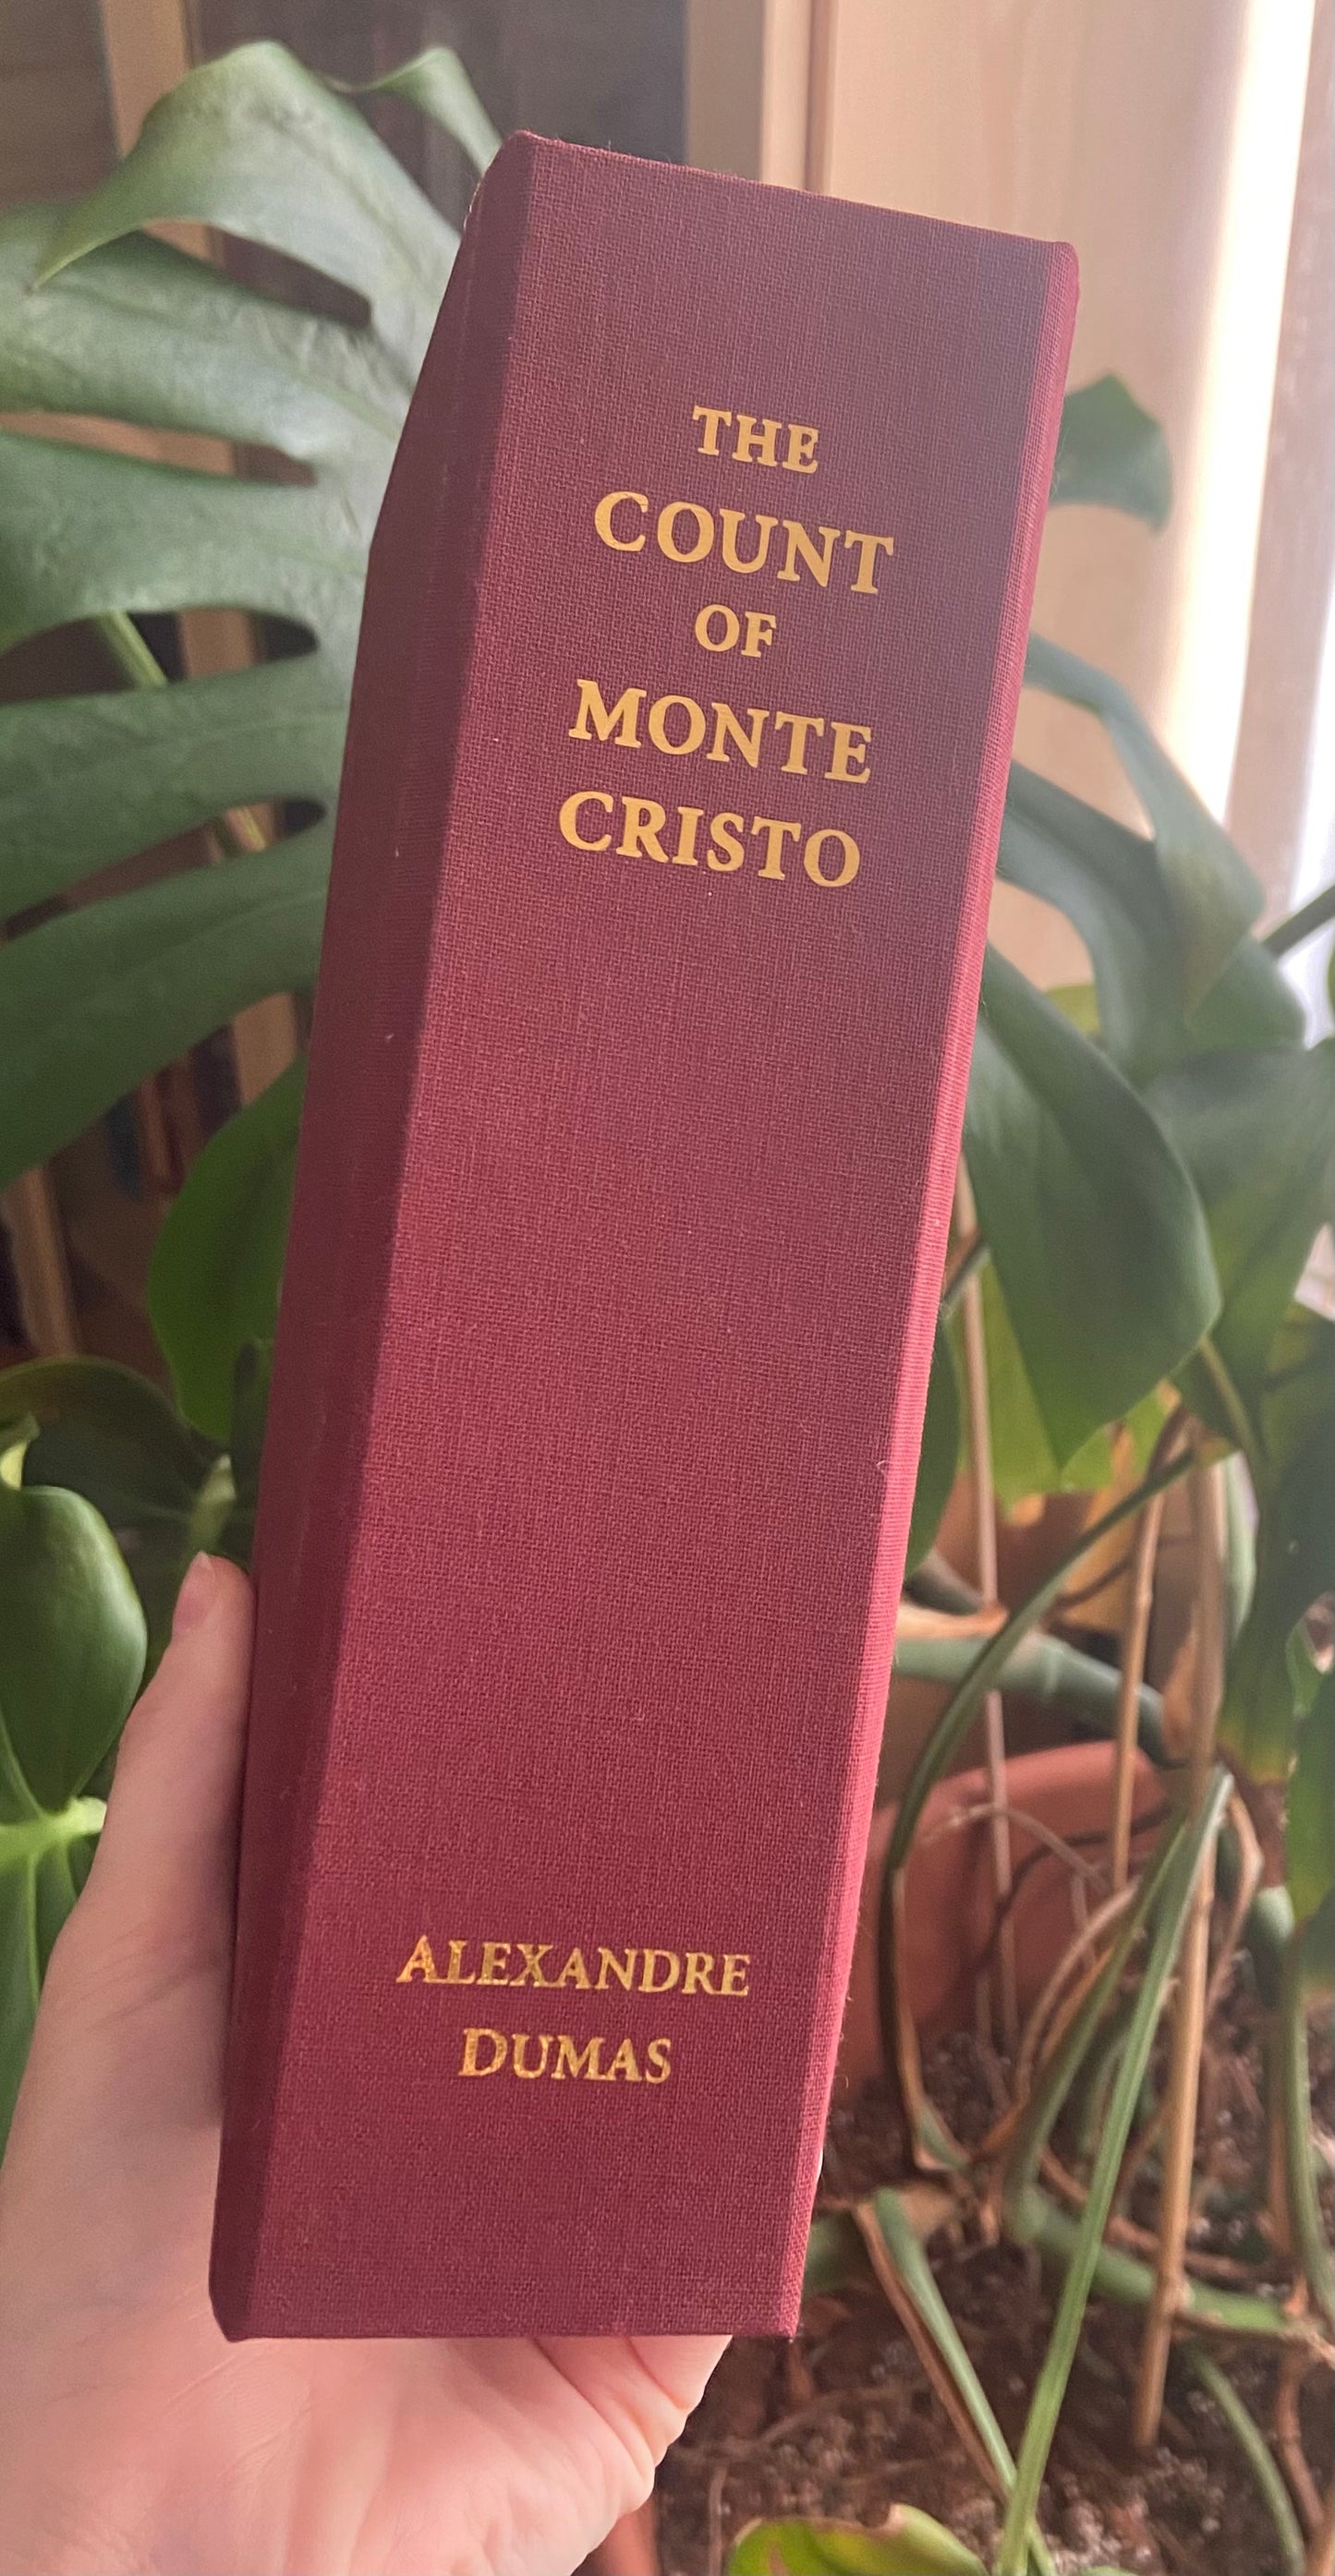 THE
COUNT
OF
MONTE
CRISTO
ALEXANDRE
DUMAS